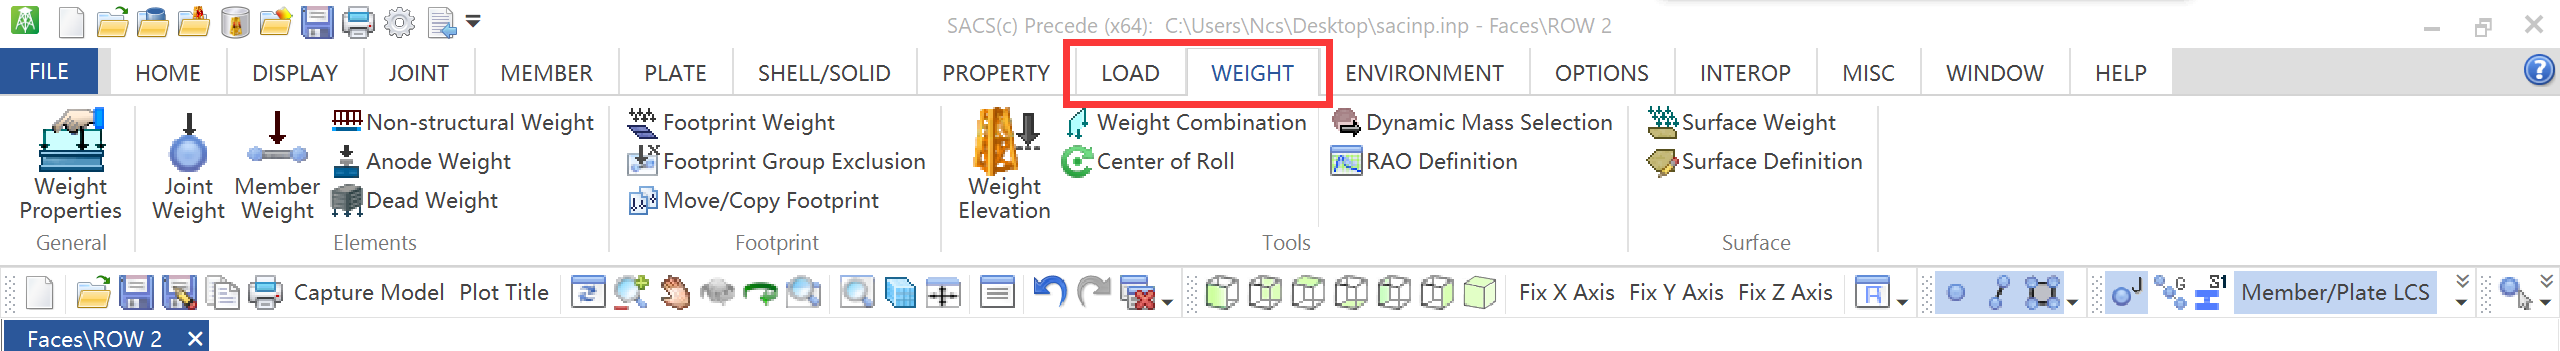 SACS(c) Precede (x64):  C:\Users\Ncs\Desktop\sacinp.inp - Faces\ROW 2
FILE HOME DISPLAY JOINT MEMBER PLATE SHELL/SOLID PROPERTY LOAD WEIGHT ENVIRONMENT OPTIONS INTEROP MISC WINDOW HELP
Weight Properties
General
Joint Weight
Member Weight
Non-structural Weight
Anode Weight
Dead Weight
Elements
Footprint Weight
Footprint Group Exclusion
Move/Copy Footprint
Footprint
Weight Elevation
Weight Combination
Center of Roll
Dynamic Mass Selection
RAO Definition
Tools
Surface Weight
Surface Definition
Surface
Capture Model Plot Title Fix X Axis Fix Y Axis Fix Z Axis J G S1 Member/Plate LCS
Faces\ROW 2